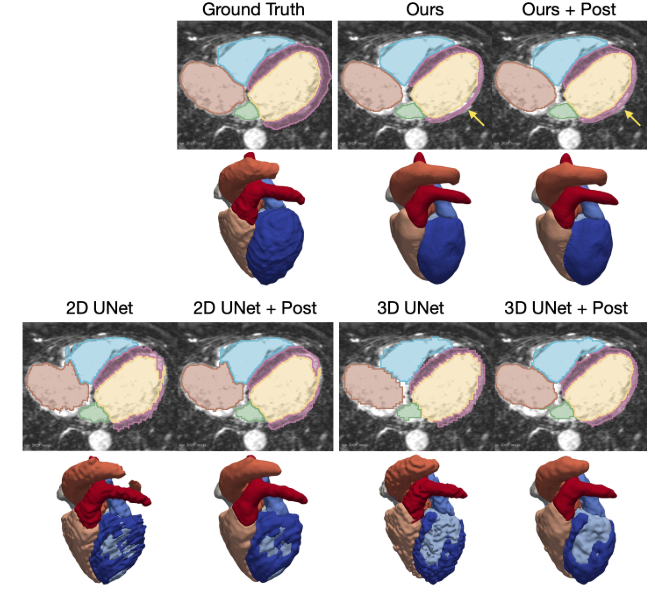 Ground Truth
Ours
Ours + Post
2D UNet
2D UNet + Post
3D UNet
3D UNet + Post